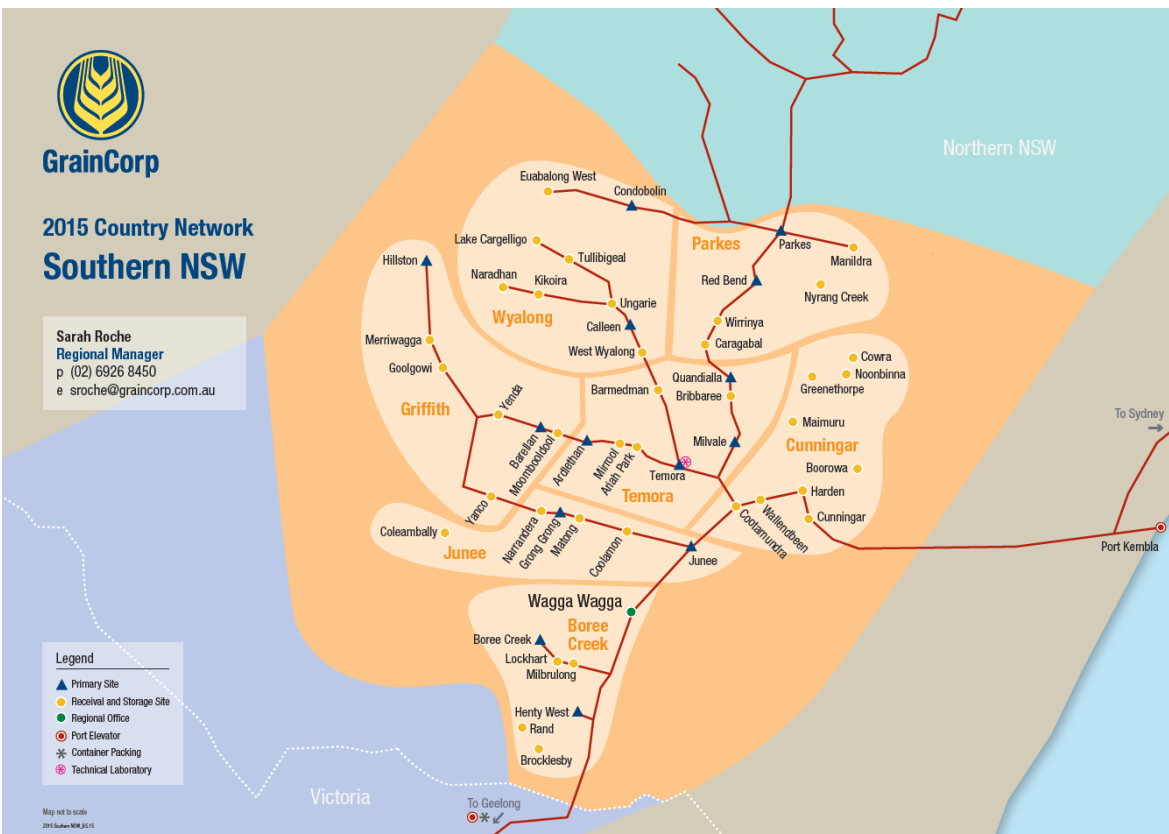 GrainCorp
2015 Country Network
Southern NSW
Sarah Roche
Regional Manager
p (02) 6926 8450
e sroche@graincorp.com.au
Northern NSW
Euabalong West
Condobolin
Parkes
Parkes
Manildra
Lake Cargelligo
Tullibigeal
Hillston
Naradhan
Kikoira
Red Bend
Nyrang Creek
Ungarie
Wyalong
Calleen
Wirrinya
Merriwagga
West Wyalong
Caragabal
Goolgowi
Cowra
Noonbinna
Quandialla
Greenethorpe
Barmedman
Bribbaree
Griffith
Yenda
Maimuru
To Sydney
Barellan
Moombooldool
Ardlethan
Mirrool
Ariah Park
Milvale
Cunningar
Temora
Boorowa
Temora
Harden
Yanco
Wallendbeen
Cootamundra
Cunningar
Coleambally
Junee
Narrandera
Grong Grong
Matong
Coolamon
Junee
Port Kembla
Wagga Wagga
Boree
Creek
Boree Creek
Lockhart
Milbrulong
Henty West
Rand
Brocklesby
Legend
Primary Site
Receival and Storage Site
Regional Office
Port Elevator
Container Packing
Technical Laboratory
Victoria
To Geelong
Map not to scale
2015 Southern NSW_8.5.15